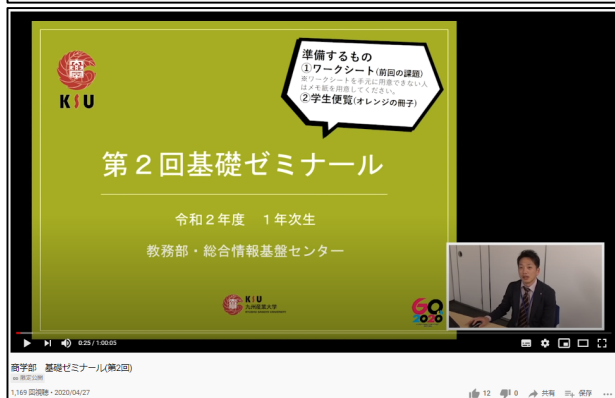 準備するもの
①ワークシート(前回の課題)
※ワークシートを手元に用意できない人
はメモ紙を用意してください。
②学生便覧(オレンジの冊子)
KSU
第2回基礎ゼミナール
令和2年度 1年次生
教務部・総合情報基盤センター
KSU
九州産業大学
GO.
2020
0:25 / 1:00:05
商学部 基礎ゼミナール(第2回)
限定公開
1,169 回視聴・2020/04/27
12 0 共有 保存 …